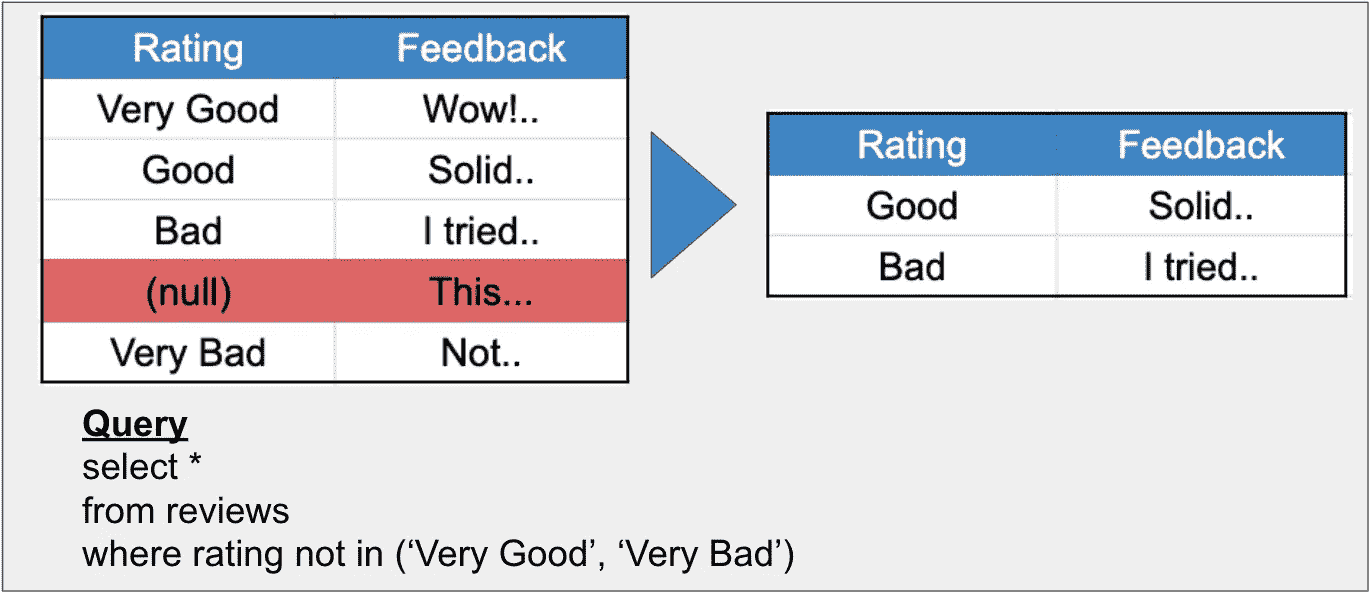 Rating Feedback
Very Good Wow!..
Good Solid..
Bad I tried..
(null) This...
Very Bad Not..
Rating Feedback
Good Solid..
Bad I tried..
Query
select *
from reviews
where rating not in (‘Very Good’, ‘Very Bad’)